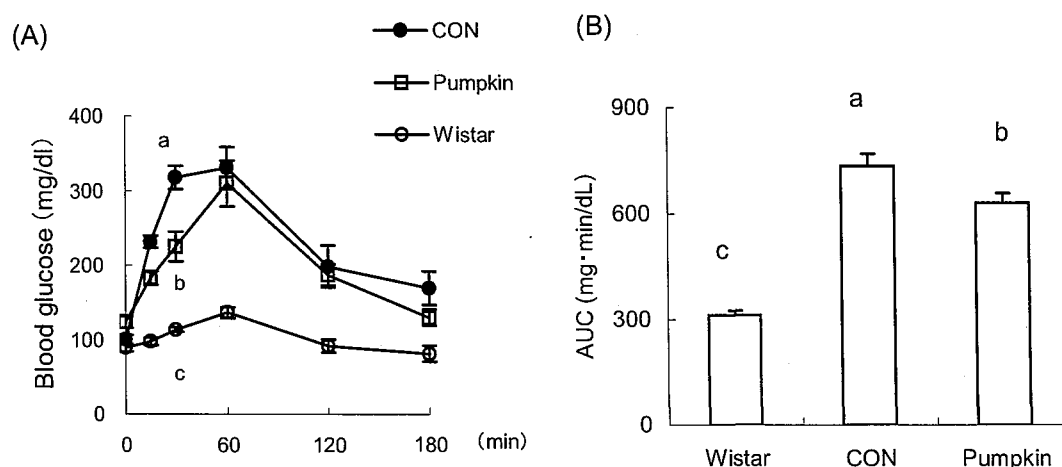 (A)
CON
Pumpkin
Wistar
Blood glucose (mg/dl)
400
300
200
100
0
a
b
c
0 60 120 180 (min)
(B)
AUC (mg·min/dL)
900
600
300
0
c
a
b
Wistar CON Pumpkin